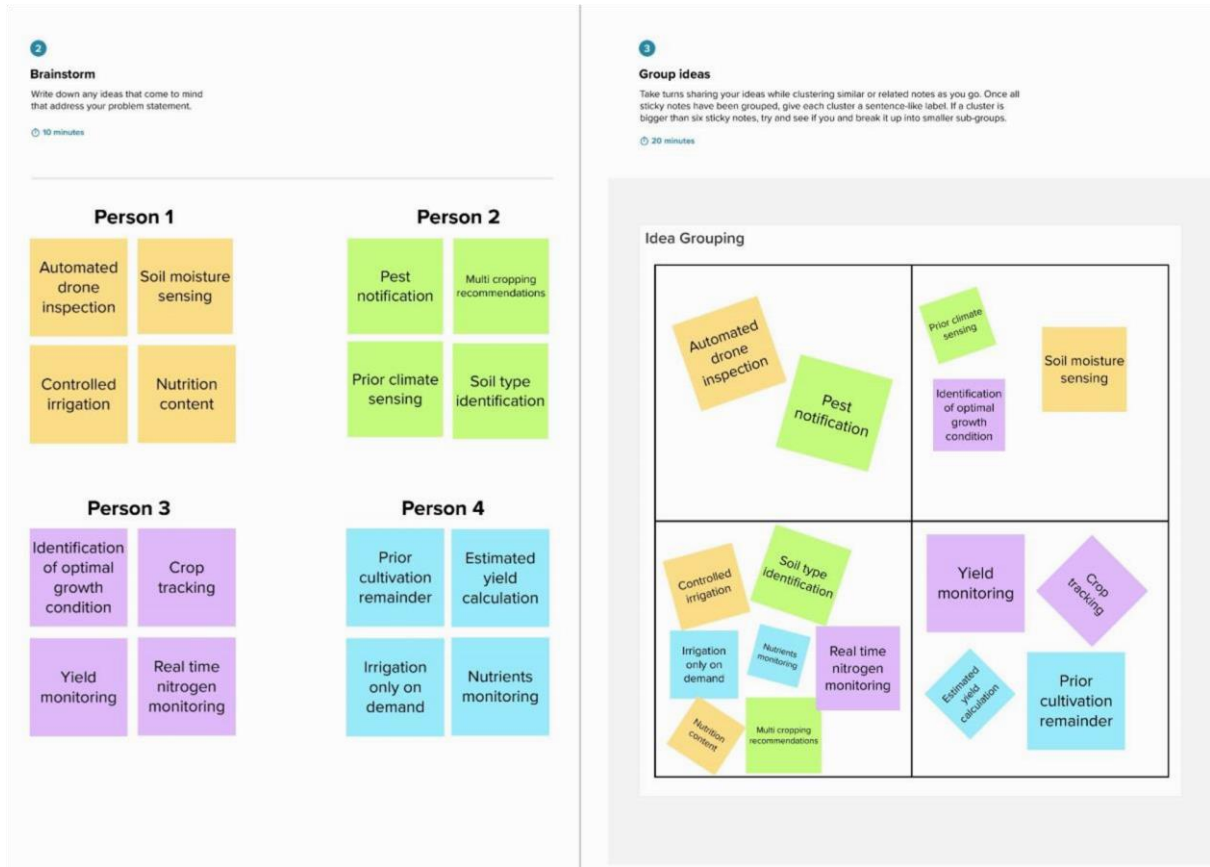 2
Brainstorm
Write down any ideas that come to mind
that address your problem statement.
10 minutes
Person 1
Automated
drone
inspection
Soil moisture
sensing
Controlled
irrigation
Nutrition
content
Person 2
Pest
notification
Multi cropping
recommendations
Prior climate
sensing
Soil type
identification
Person 3
Identification
of optimal
growth
condition
Crop
tracking
Yield
monitoring
Real time
nitrogen
monitoring
Person 4
Prior
cultivation
remainder
Estimated
yield
calculation
Irrigation
only on
demand
Nutrients
monitoring
3
Group ideas
Take turns sharing your ideas while clustering similar or related notes as you go. Once all
sticky notes have been grouped, give each cluster a sentence-like label. If a cluster is
bigger than six sticky notes, try and see if you and break it up into smaller sub-groups.
20 minutes
Idea Grouping
Automated
drone
inspection
Pest
notification
Prior climate
sensing
Identification
of optimal
growth
condition
Soil moisture
sensing
Controlled
irrigation
Soil type
identification
Irrigation
only on
demand
Nutrients
monitoring
Real time
nitrogen
monitoring
Nutrition
content
Multi cropping
recommendations
Yield
monitoring
Crop
tracking
Estimated
yield
calculation
Prior
cultivation
remainder